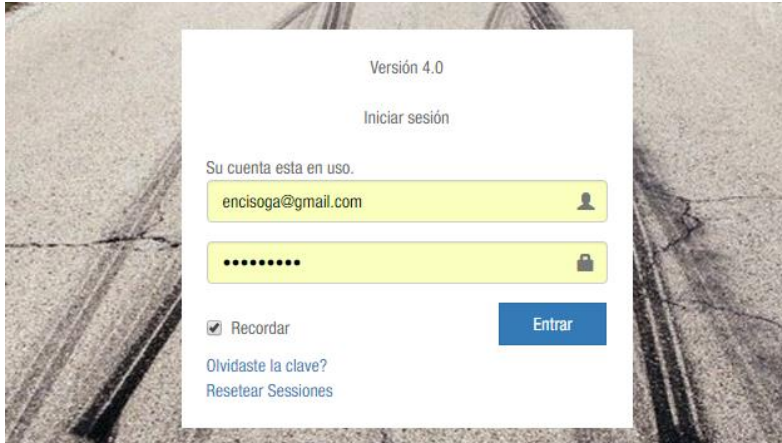 Versión 4.0
Iniciar sesión
Su cuenta esta en uso.
encisoga@gmail.com
•••••••••
Recordar
Entrar
Olvidaste la clave?
Resetear Sessiones